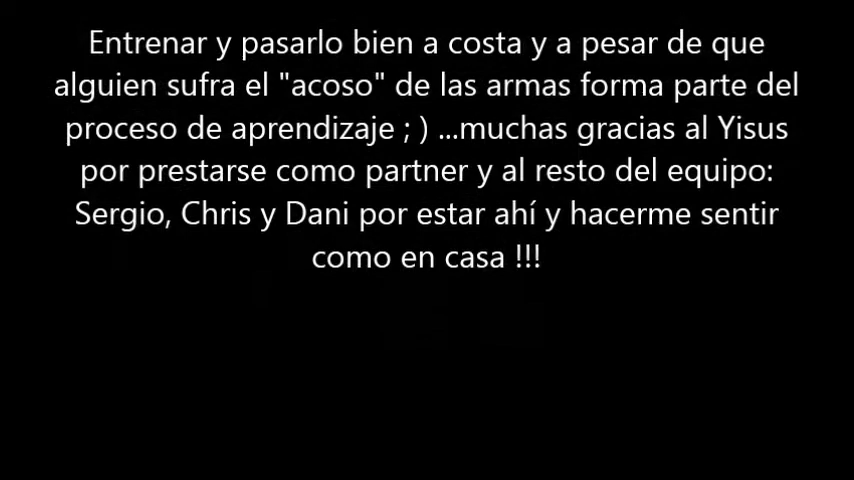 Entrenar y pasarlo bien a costa y a pesar de que
alguien sufra el "acoso" de las armas forma parte del
proceso de aprendizaje ; ) ...muchas gracias al Yisus
por prestarse como partner y al resto del equipo:
Sergio, Chris y Dani por estar ahí y hacerme sentir
como en casa !!!